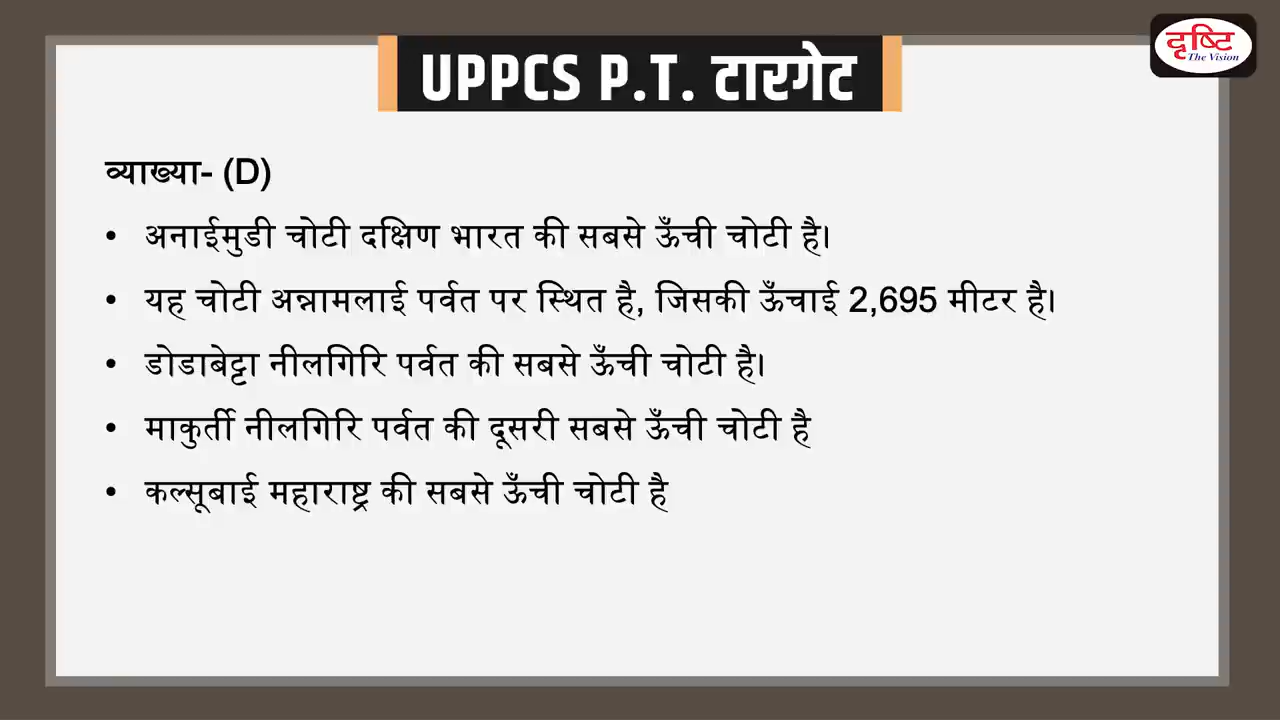 UPPCS P.T. टारगेट
दृष्टि
The Vision
व्याख्या- (D)
• अनाईमुडी चोटी दक्षिण भारत की सबसे ऊँची चोटी है।
• यह चोटी अन्नामलाई पर्वत पर स्थित है, जिसकी ऊँचाई 2,695 मीटर है।
• डोडाबेट्टा नीलगिरि पर्वत की सबसे ऊँची चोटी है।
• माकुर्ती नीलगिरि पर्वत की दूसरी सबसे ऊँची चोटी है
• कल्सूबाई महाराष्ट्र की सबसे ऊँची चोटी है